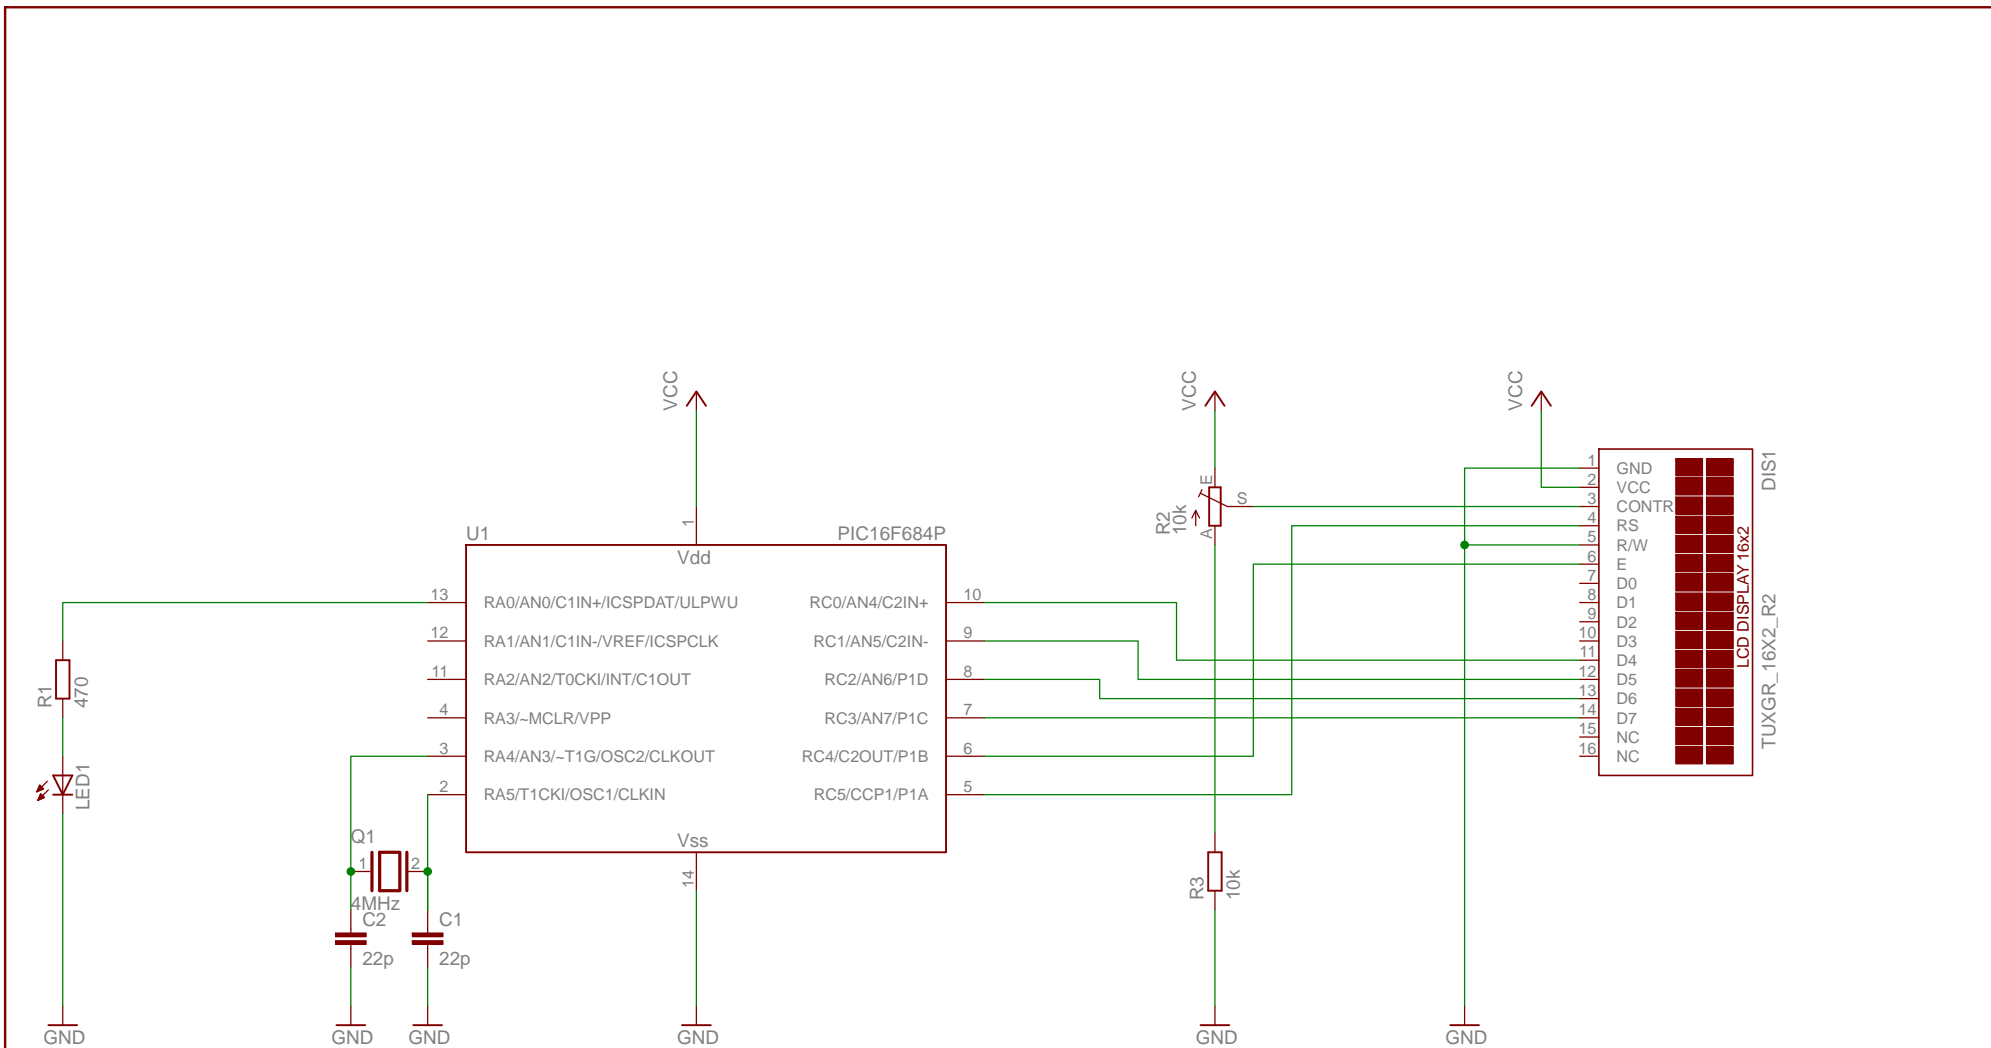 VCC
VCC
VCC
U1
PIC16F684P
1
Vdd
13
RA0/AN0/C1IN+/ICSPDAT/ULPWU
12
RA1/AN1/C1IN-/VREF/ICSPCLK
11
RA2/AN2/T0CKI/INT/C1OUT
4
RA3/~MCLR/VPP
3
RA4/AN3/~T1G/OSC2/CLKOUT
2
RA5/T1CKI/OSC1/CLKIN
RC0/AN4/C2IN+
10
RC1/AN5/C2IN-
9
RC2/AN6/P1D
8
RC3/AN7/P1C
7
RC4/C2OUT/P1B
6
RC5/CCP1/P1A
5
Vss
14
GND
R1
470
LED1
GND
Q1
1
2
4MHz
C2
22p
GND
C1
22p
GND
E
S
A
R2
10k
R3
10k
GND
GND
DIS1
TUXGR_16X2_R2
LCD DISPLAY 16x2
1 GND
2 VCC
3 CONTR
4 RS
5 R/W
6 E
7 D0
8 D1
9 D2
10 D3
11 D4
12 D5
13 D6
14 D7
15 NC
16 NC